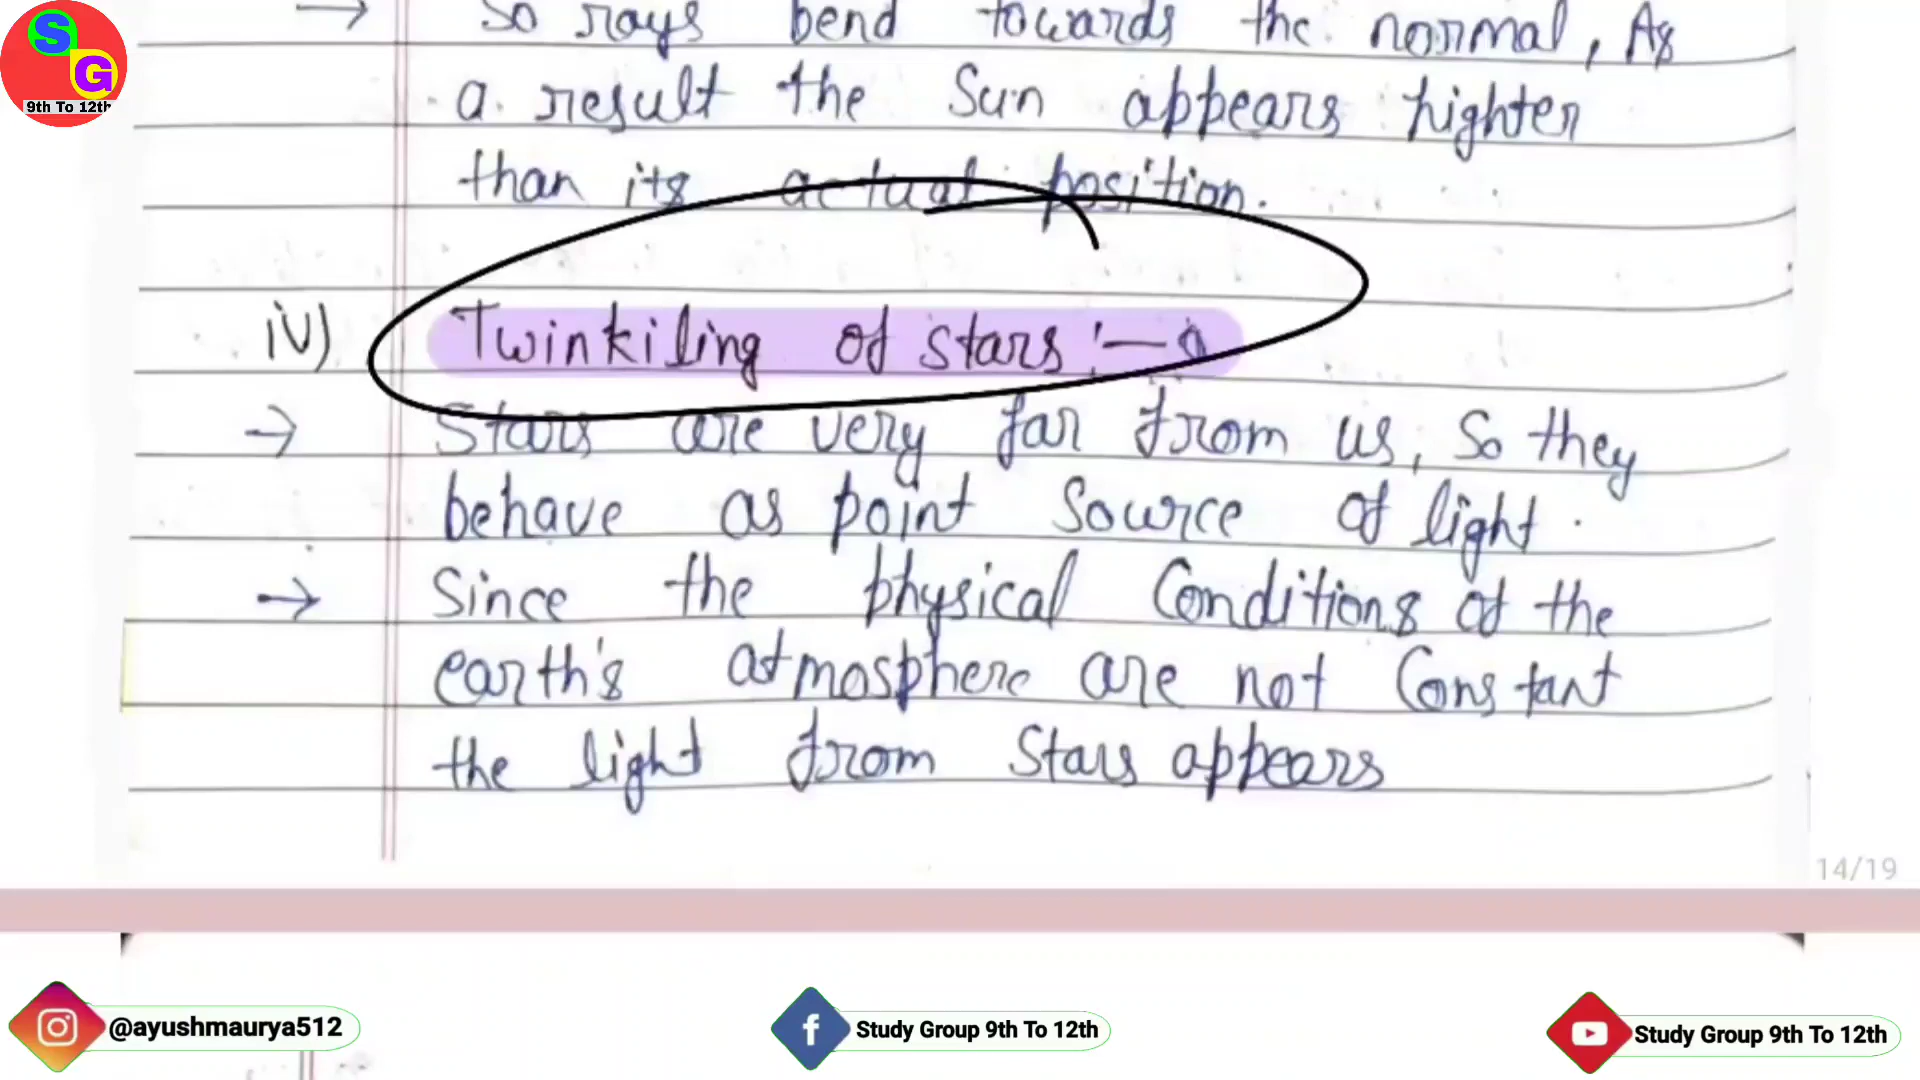 → So rays bend towards the normal, As
a result the Sun appears highter
than its actual position.
iv) Twinkiling of stars :—
→ Stars are very far from us, So they
behave as point Source of light.
→ Since the physical Conditions of the
earth's atmosphere are not Constant
the light from Stars appears
14/19
SG
9th To 12th
@ayushmaurya512
Study Group 9th To 12th
Study Group 9th To 12th